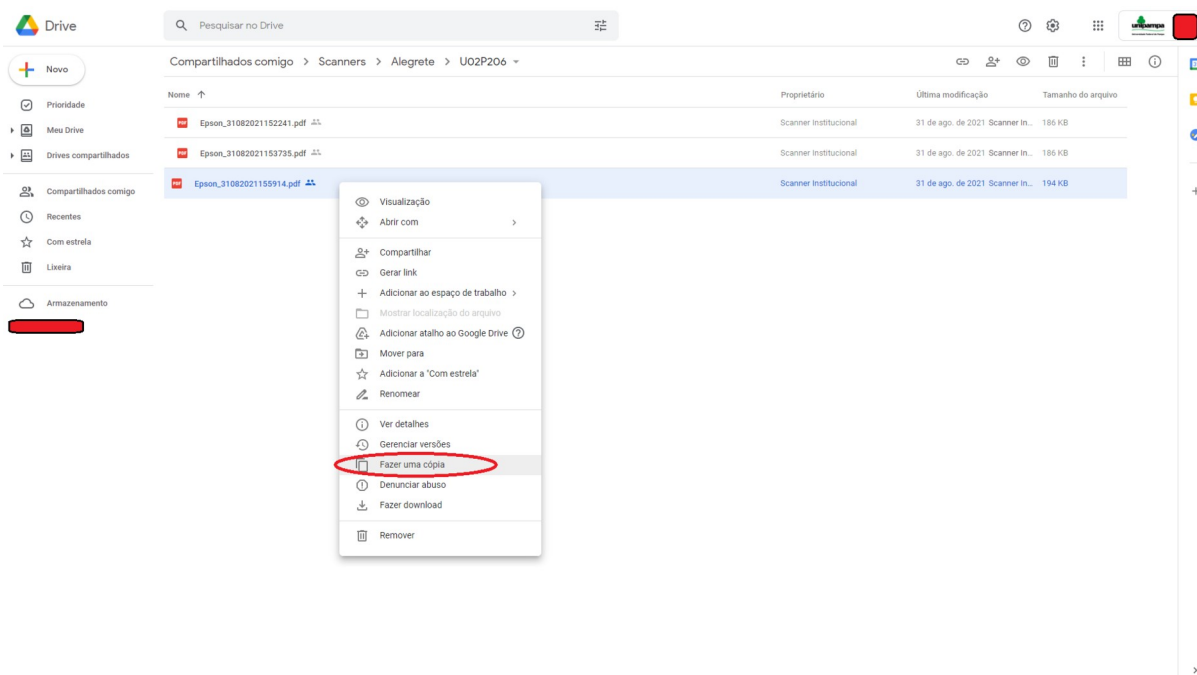 Drive
Pesquisar no Drive
unipampa
Novo
Compartilhados comigo > Scanners > Alegrete > U02P206
Nome Proprietário Última modificação Tamanho do arquivo
Prioridade
Meu Drive
Drives compartilhados
Compartilhados comigo
Recentes
Com estrela
Lixeira
Armazenamento
PDF Epson_31082021152241.pdf Scanner Institucional 31 de ago. de 2021 Scanner In... 186 KB
PDF Epson_31082021153735.pdf Scanner Institucional 31 de ago. de 2021 Scanner In... 186 KB
PDF Epson_31082021155914.pdf Scanner Institucional 31 de ago. de 2021 Scanner In... 194 KB
Visualização
Abrir com
Compartilhar
Gerar link
Adicionar ao espaço de trabalho
Mostrar localização do arquivo
Adicionar atalho ao Google Drive
Mover para
Adicionar a "Com estrela"
Renomear
Ver detalhes
Gerenciar versões
Fazer uma cópia
Denunciar abuso
Fazer download
Remover